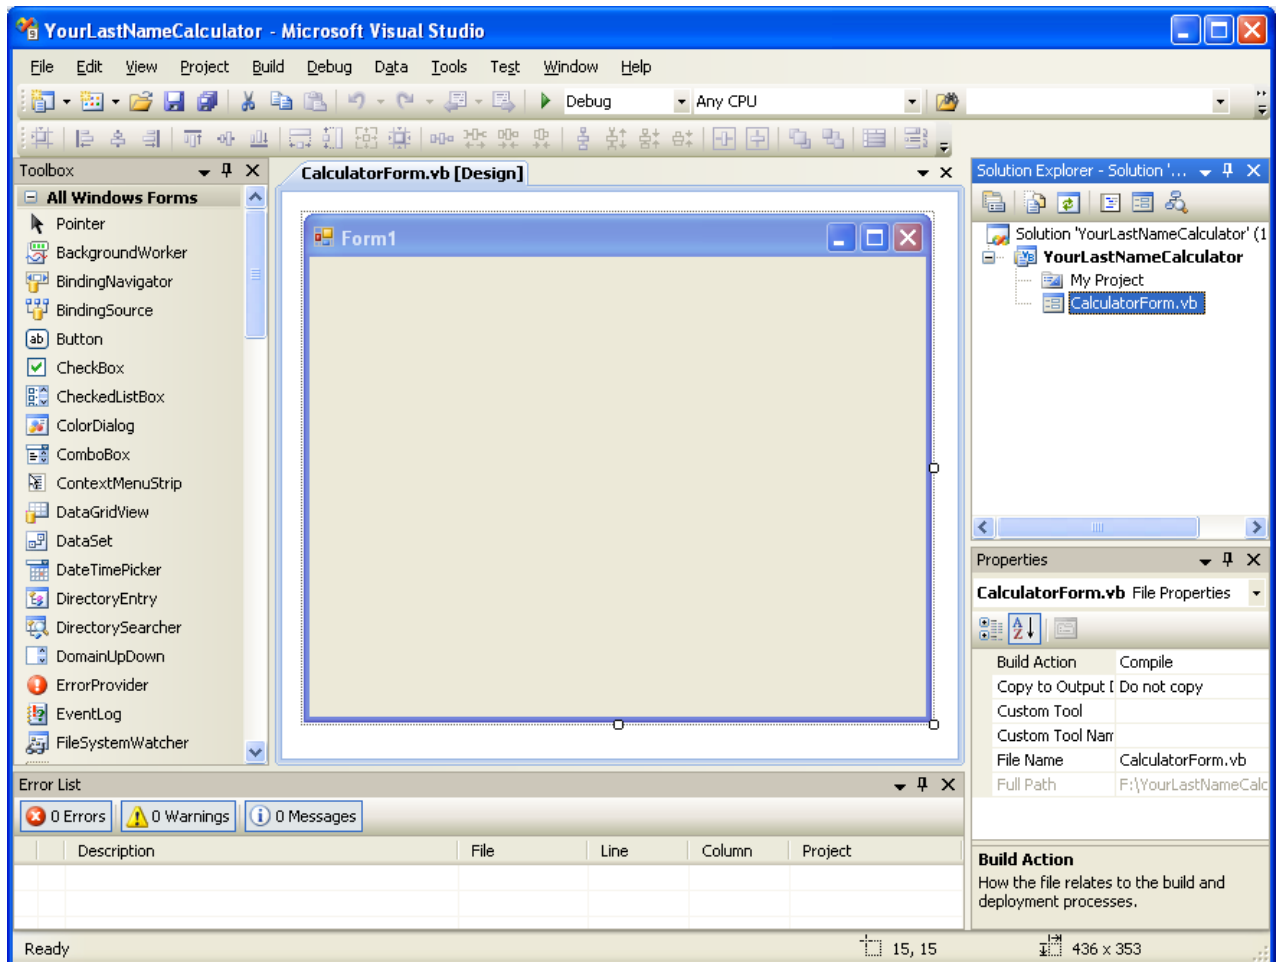 YourLastNameCalculator - Microsoft Visual Studio
File Edit View Project Build Debug Data Tools Test Window Help
Debug Any CPU
Toolbox
All Windows Forms
Pointer
BackgroundWorker
BindingNavigator
BindingSource
Button
CheckBox
CheckedListBox
ColorDialog
ComboBox
ContextMenuStrip
DataGridView
DataSet
DateTimePicker
DirectoryEntry
DirectorySearcher
DomainUpDown
ErrorProvider
EventLog
FileSystemWatcher
CalculatorForm.vb [Design]
Form1
Solution Explorer - Solution '...
Solution 'YourLastNameCalculator' (1
YourLastNameCalculator
My Project
CalculatorForm.vb
Properties
CalculatorForm.vb File Properties
Build Action Compile
Copy to Output D Do not copy
Custom Tool
Custom Tool Nam
File Name CalculatorForm.vb
Full Path F:\YourLastNameCalc
Build Action
How the file relates to the build and
deployment processes.
Error List
0 Errors 0 Warnings 0 Messages
Description File Line Column Project
Ready 15, 15 436 x 353